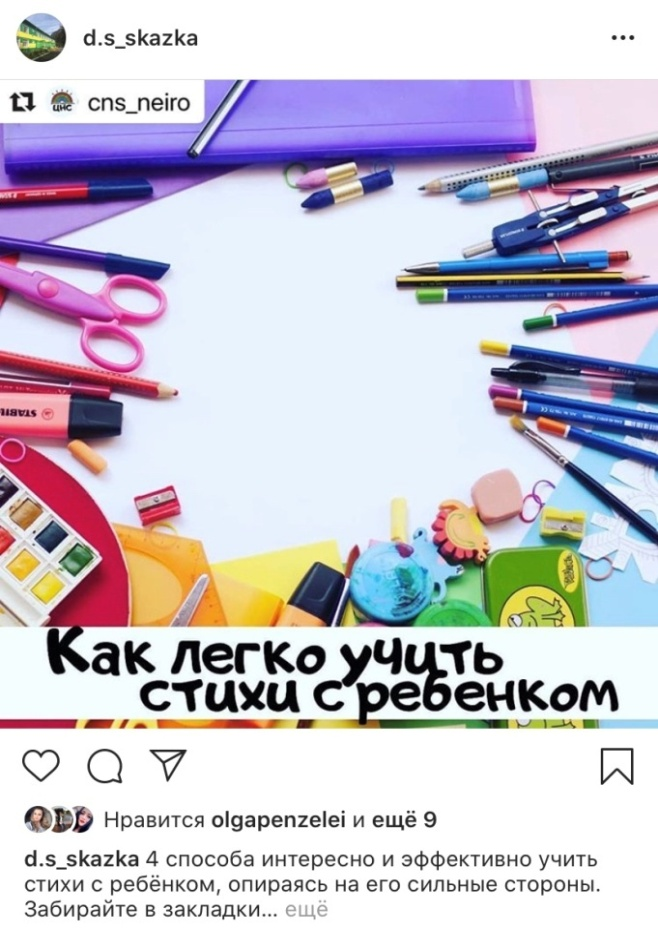 d.s_skazka
ЦНС cns_neiro
STABILO
Как легко учить
стихи с ребенком
Нравится olgapenzelei и ещё 9
d.s_skazka 4 способа интересно и эффективно учить
стихи с ребёнком, опираясь на его сильные стороны.
Забирайте в закладки... ещё